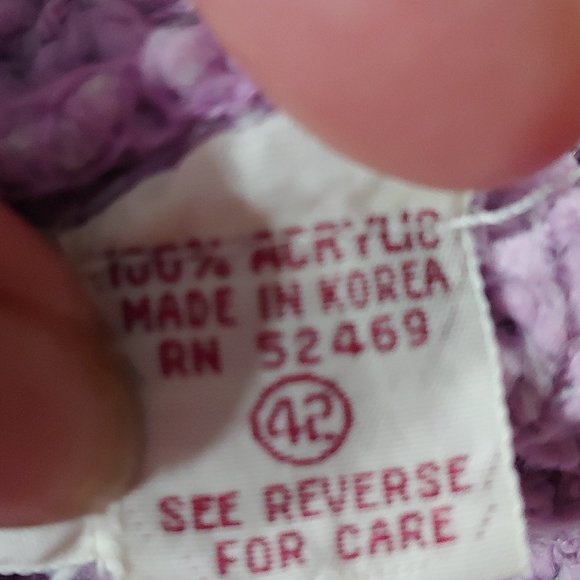 100% ACRYLIC
MADE IN KOREA
RN 52469
42
SEE REVERSE
FOR CARE